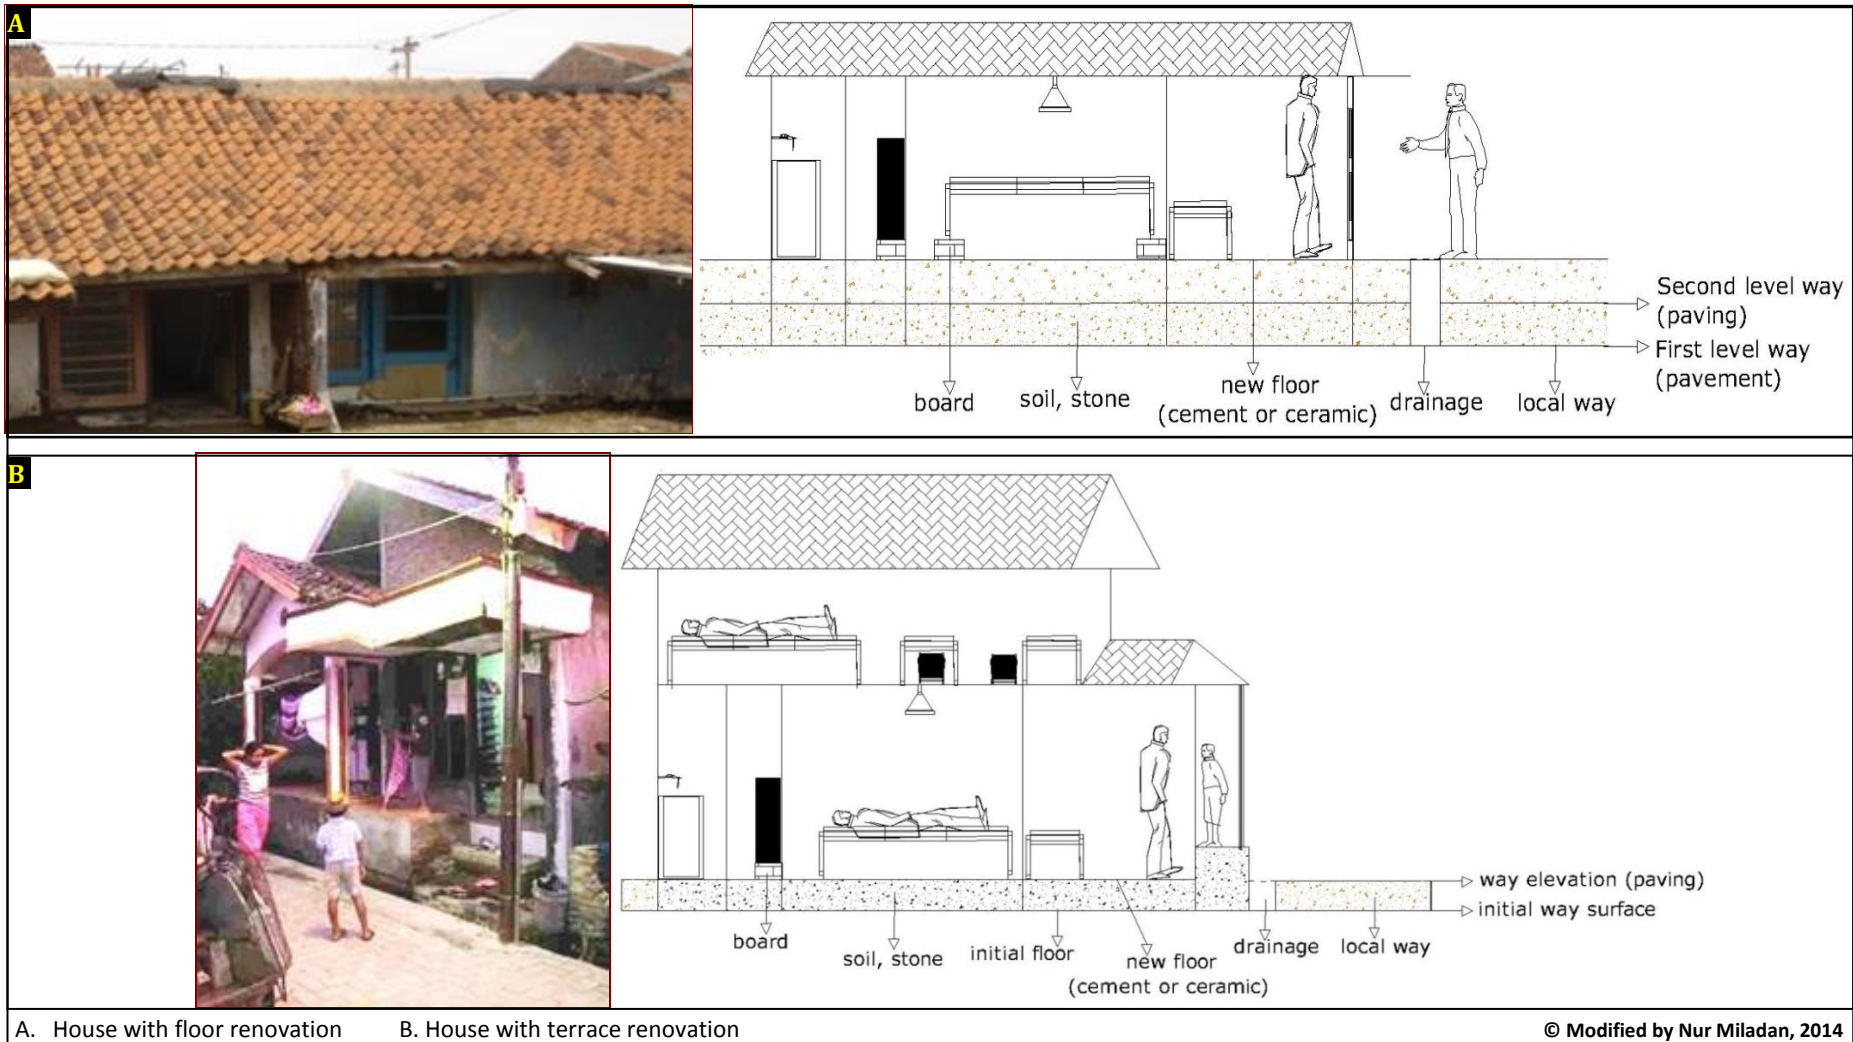 A
Second level way
(paving)
First level way
(pavement)
board
soil, stone
new floor
(cement or ceramic)
drainage
local way
B
way elevation (paving)
initial way surface
board
soil, stone
initial floor
new floor
(cement or ceramic)
drainage
local way
A. House with floor renovation
B. House with terrace renovation
© Modified by Nur Miladan, 2014